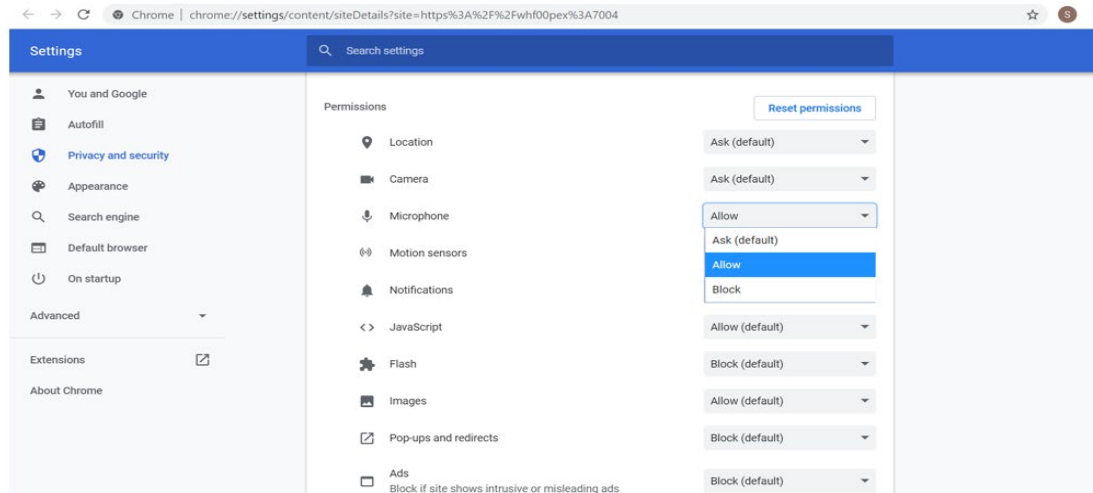 Chrome | chrome://settings/content/siteDetails?site=https%3A%2F%2Fwhf00pex%3A7004
S
Settings
Search settings
You and Google
Autofill
Privacy and security
Appearance
Search engine
Default browser
On startup
Advanced
Extensions
About Chrome
Permissions
Reset permissions
Location Ask (default)
Camera Ask (default)
Microphone Allow
Ask (default)
Allow
Block
Motion sensors
Notifications
JavaScript Allow (default)
Flash Block (default)
Images Allow (default)
Pop-ups and redirects Block (default)
Ads Block (default)
Block if site shows intrusive or misleading ads